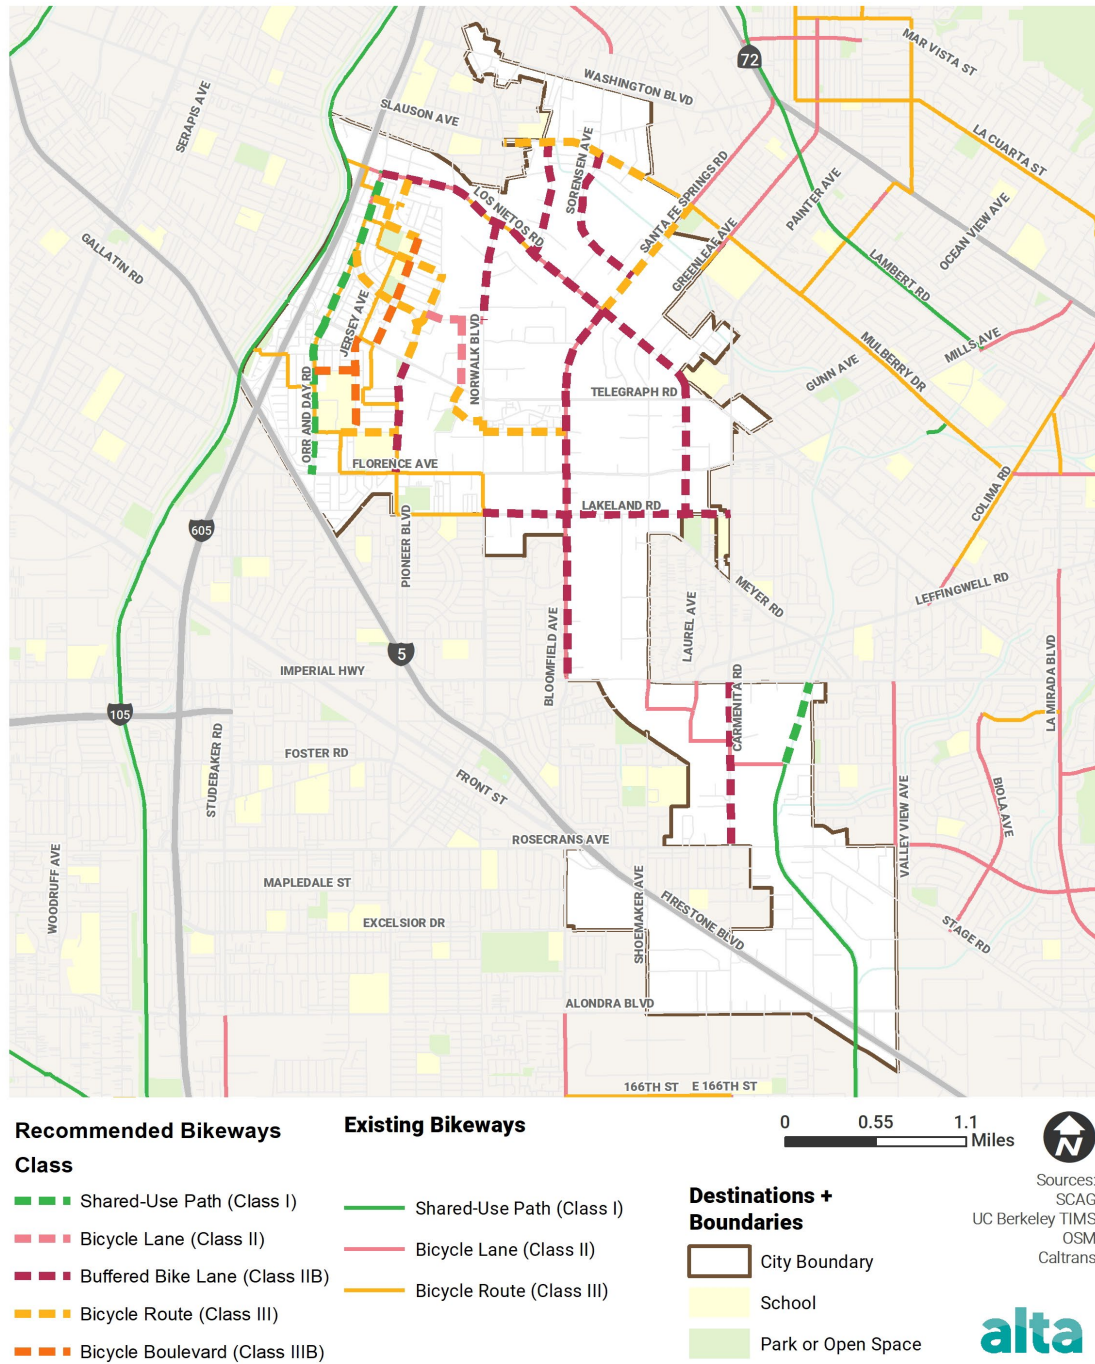 MAR VISTA ST
72
WASHINGTON BLVD
SERAPIS AVE
SLAUSON AVE
LA CUARTA ST
SORENSEN AVE
SANTA FE SPRINGS RD
PAINTER AVE
OCEAN VIEW AVE
LOS NIETOS RD
GREENLEAF AVE
GALLATIN RD
LAMBERT RD
JERSEY AVE
NORWALK BLVD
MILLS AVE
MULBERRY DR
GUNN AVE
TELEGRAPH RD
ORR AND DAY RD
FLORENCE AVE
COLIMA RD
LAKELAND RD
605
PIONEER BLVD
MEYER RD
LEFFINGWELL RD
LAUREL AVE
BLOOMFIELD AVE
5
IMPERIAL HWY
LA MIRADA BLVD
CARMENITA RD
105
STUDEBAKER RD
FOSTER RD
FRONT ST
BIOLA AVE
VALLEY VIEW AVE
ROSECRANS AVE
WOODRUFF AVE
MAPLEDALE ST
SHOEMAKER AVE
FIRESTONE BLVD
EXCELSIOR DR
STAGE RD
ALONDRA BLVD
166TH ST
E 166TH ST
Recommended Bikeways
Class
Shared-Use Path (Class I)
Bicycle Lane (Class II)
Buffered Bike Lane (Class IIB)
Bicycle Route (Class III)
Bicycle Boulevard (Class IIIB)
Existing Bikeways
Shared-Use Path (Class I)
Bicycle Lane (Class II)
Bicycle Route (Class III)
0 0.55 1.1
Miles
N
Destinations +
Boundaries
City Boundary
School
Park or Open Space
Sources:
SCAG
UC Berkeley TIMS
OSM
Caltrans
alta